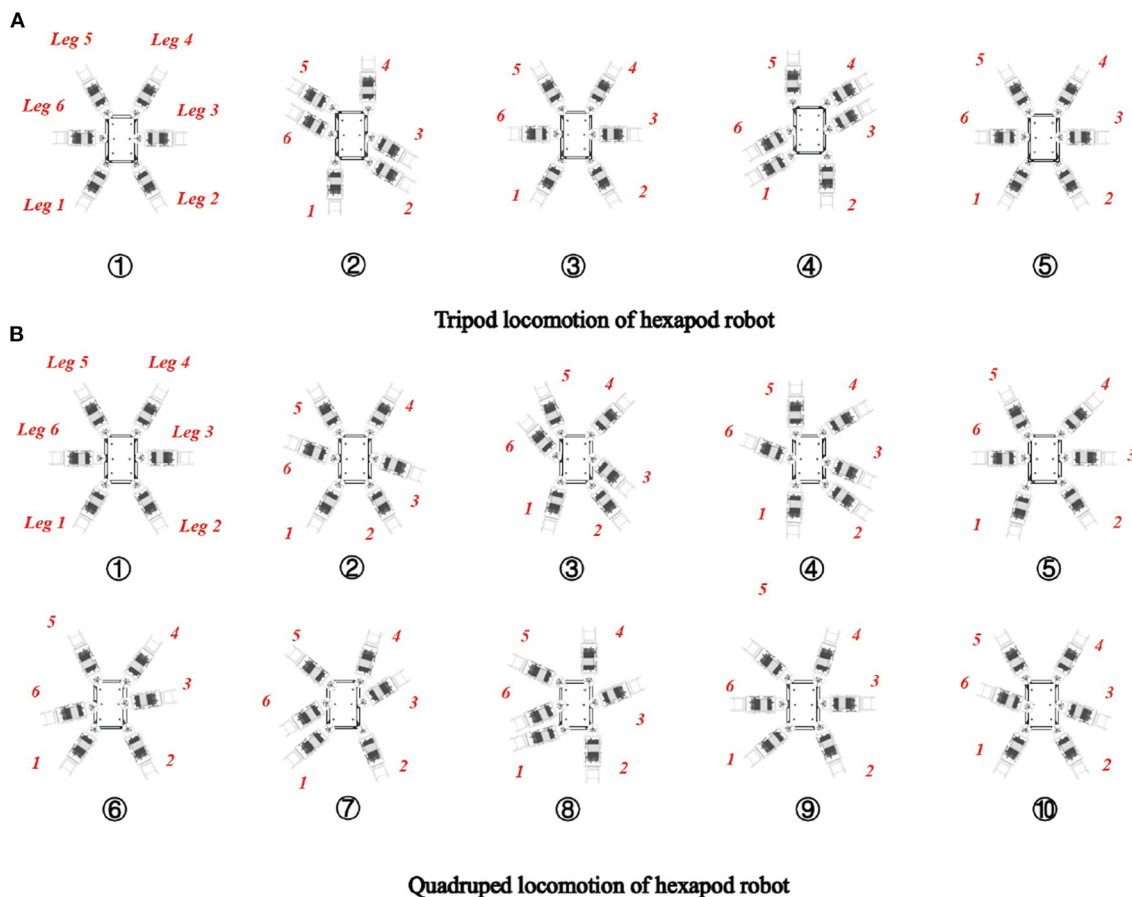 A
Leg 5 Leg 4 5 4 5 4 5 4 5 4
Leg 6 Leg 3 6 3 6 3 6 3 6 3
Leg 1 Leg 2 1 2 1 2 1 2 1 2
① ② ③ ④ ⑤
Tripod locomotion of hexapod robot
B
Leg 5 Leg 4 5 4 5 4 5 4 5 4
Leg 6 Leg 3 6 3 6 3 6 3 6 3
Leg 1 Leg 2 1 2 1 2 1 2 1 2
① ② ③ ④ ⑤
5 4 5 4 5 4 5 4 5 4
6 3 6 3 6 3 6 3 6 3
1 2 1 2 1 2 1 2 1 2
⑥ ⑦ ⑧ ⑨ ⑩
Quadruped locomotion of hexapod robot